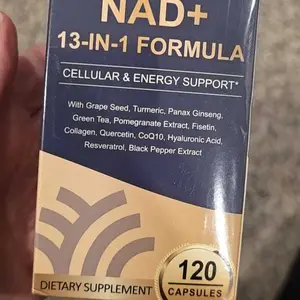 NAD+
13-IN-1 FORMULA
CELLULAR & ENERGY SUPPORT*
With Grape Seed, Turmeric, Panax Ginseng,
Green Tea, Pomegranate Extract, Fisetin,
Collagen, Quercetin, CoQ10, Hyaluronic Acid,
Resveratrol, Black Pepper Extract
120
CAPSULES
DIETARY SUPPLEMENT